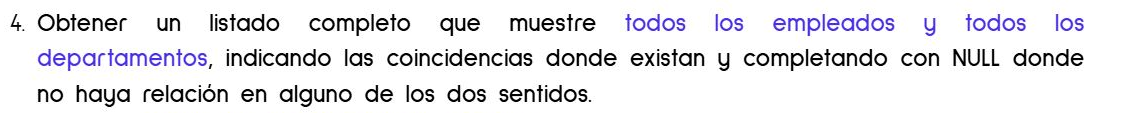 4. Obtener un listado completo que muestre todos los empleados y todos los
departamentos, indicando las coincidencias donde existan y completando con NULL donde
no haya relación en alguno de los dos sentidos.